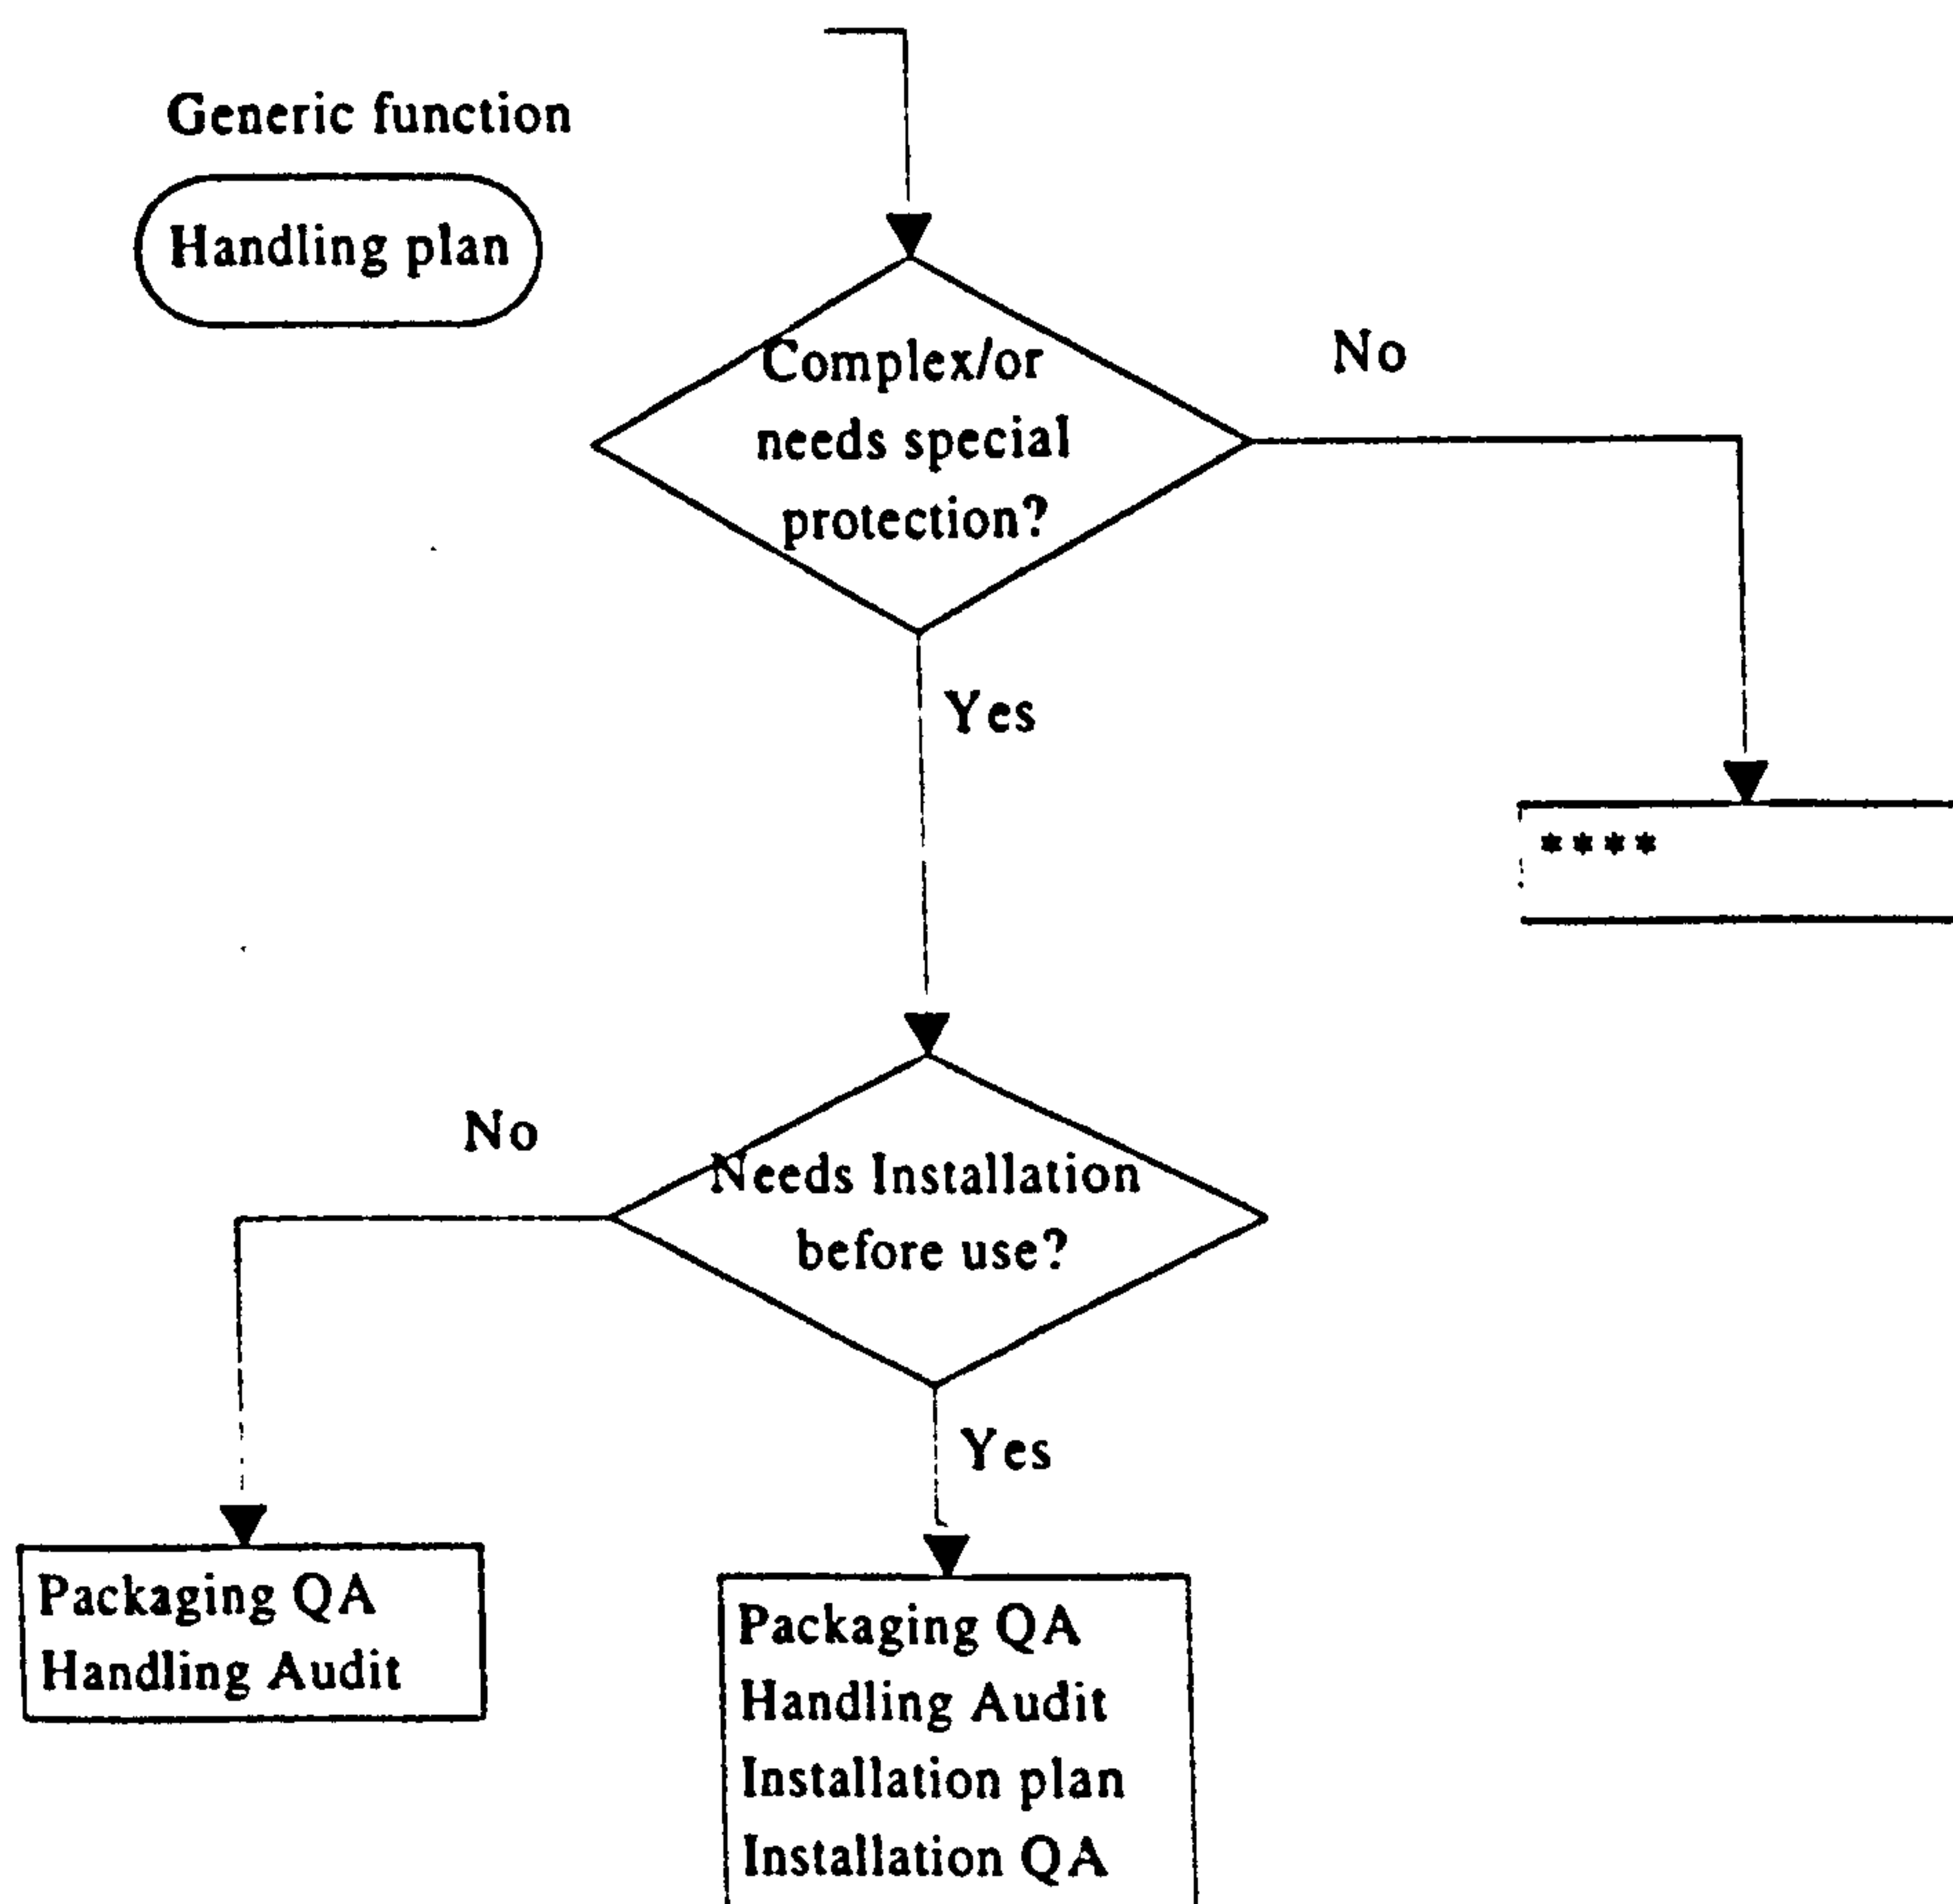 Generic function
Handling plan
Complex/or
needs special
protection?
No
Yes
****
No
Needs Installation
before use?
Yes
Packaging QA
Handling Audit
Packaging QA
Handling Audit
Installation plan
Installation QA